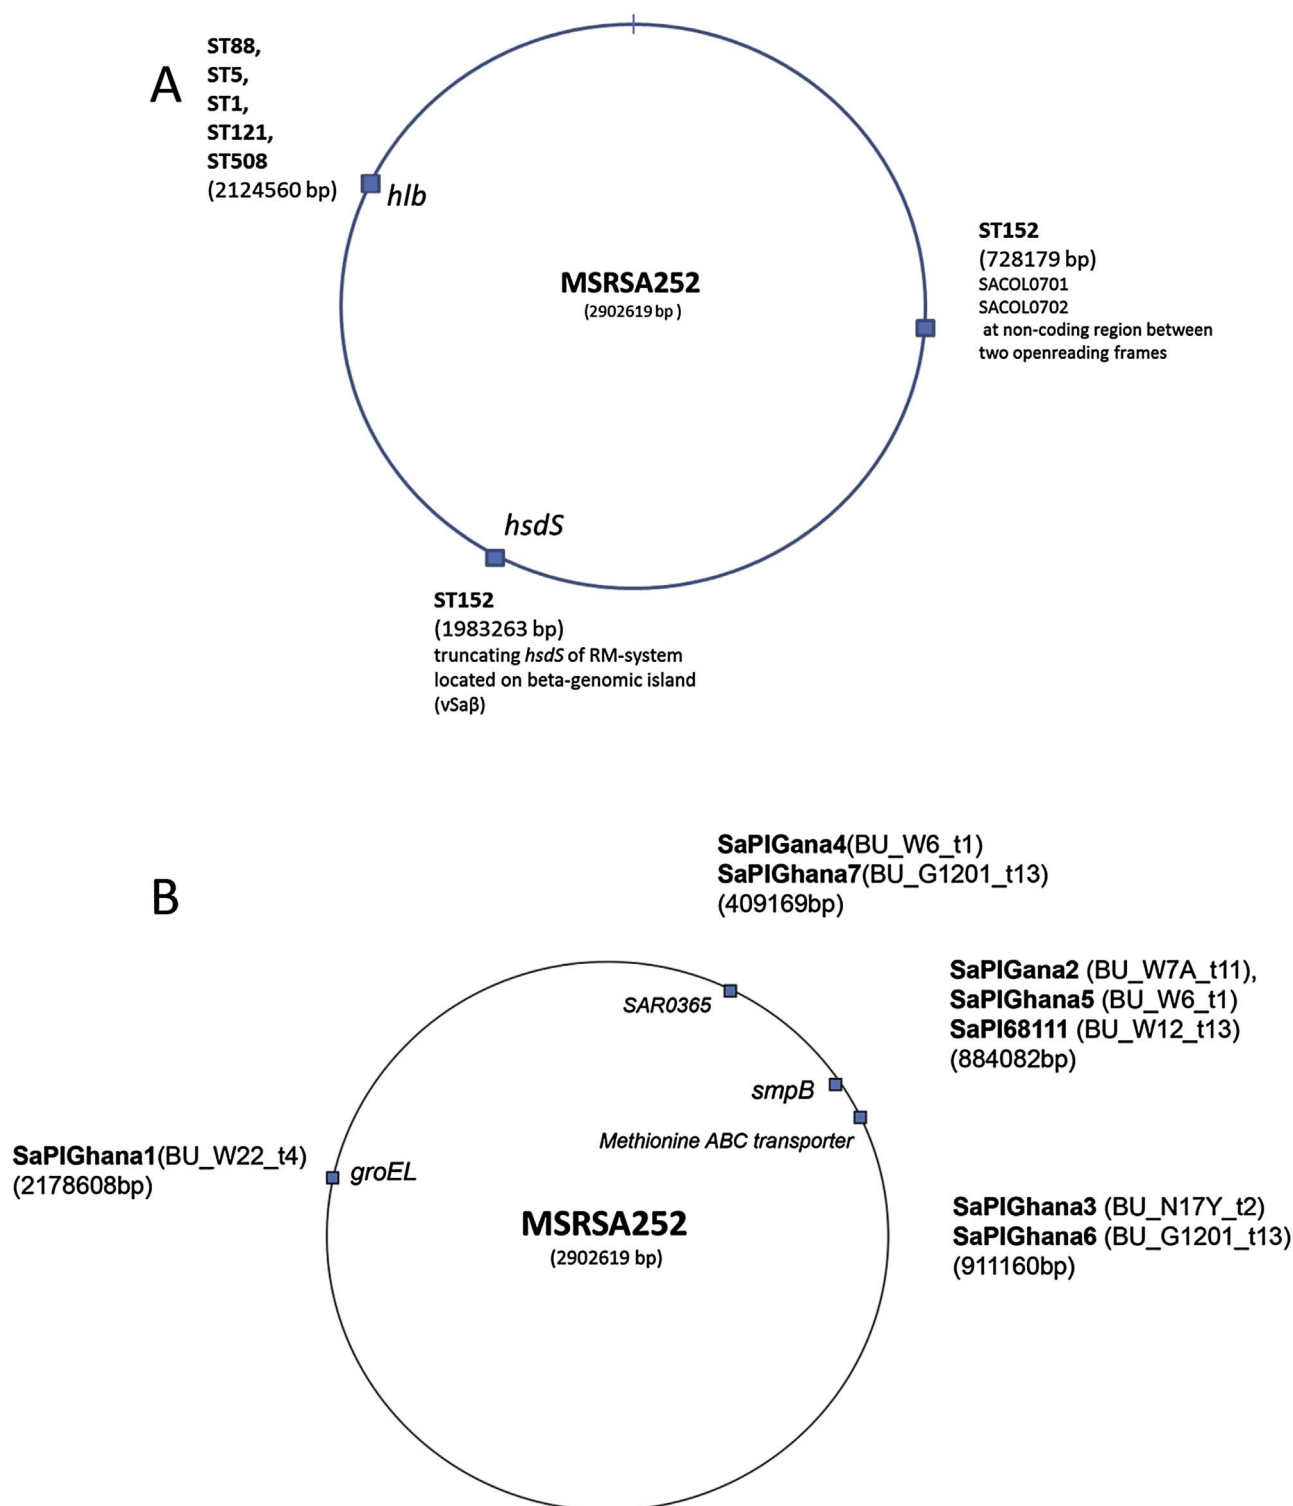 A
ST88,
ST5,
ST1,
ST121,
ST508
(2124560 bp)
hlb
MSRSA252
(2902619 bp )
ST152
(728179 bp)
SACOL0701
SACOL0702
at non-coding region between
two openreading frames
hsdS
ST152
(1983263 bp)
truncating hsdS of RM-system
located on beta-genomic island
(vSaβ)
B
SaPIGana4(BU_W6_t1)
SaPIGhana7(BU_G1201_t13)
(409169bp)
SAR0365
SaPIGana2 (BU_W7A_t11),
SaPIGhana5 (BU_W6_t1)
SaPI68111 (BU_W12_t13)
(884082bp)
smpB
Methionine ABC transporter
SaPIGhana1(BU_W22_t4)
(2178608bp)
groEL
MSRSA252
(2902619 bp)
SaPIGhana3 (BU_N17Y_t2)
SaPIGhana6 (BU_G1201_t13)
(911160bp)